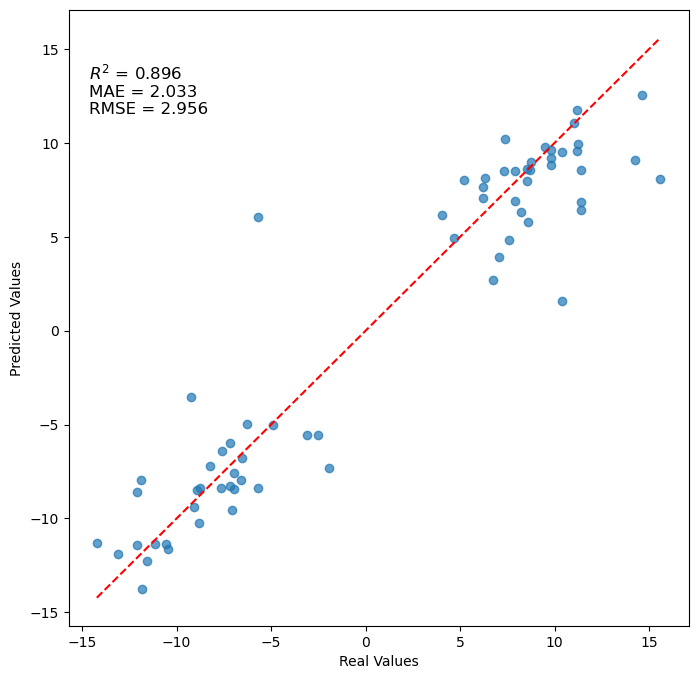 R² = 0.896
MAE = 2.033
RMSE = 2.956
15
10
5
0
−5
−10
−15
Predicted Values
−15 −10 −5 0 5 10 15
Real Values